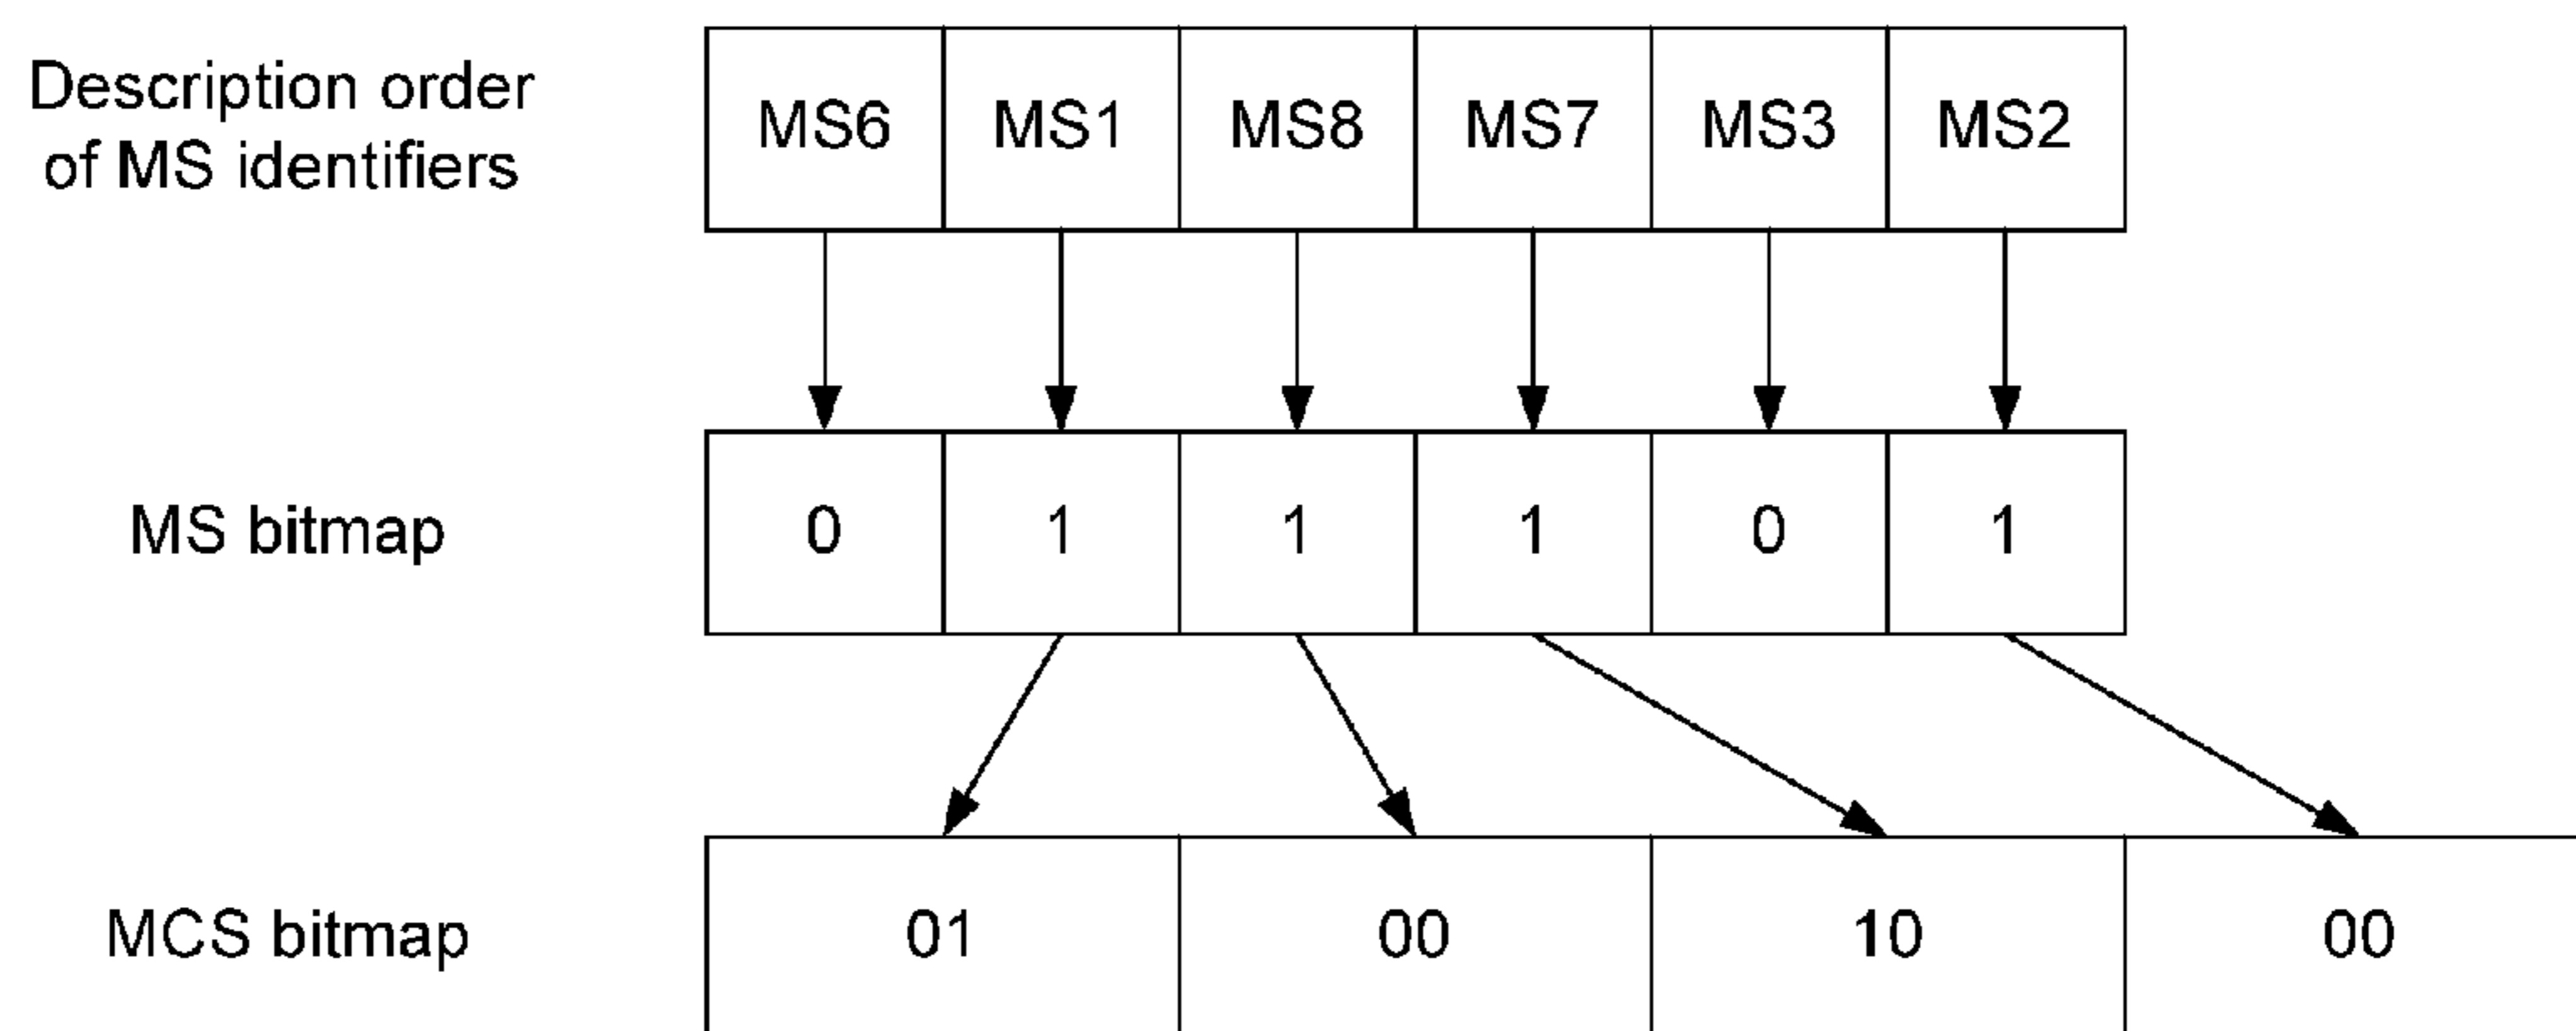 Description order
of MS identifiers
MS6 MS1 MS8 MS7 MS3 MS2
MS bitmap
0 1 1 1 0 1
MCS bitmap
01 00 10 00